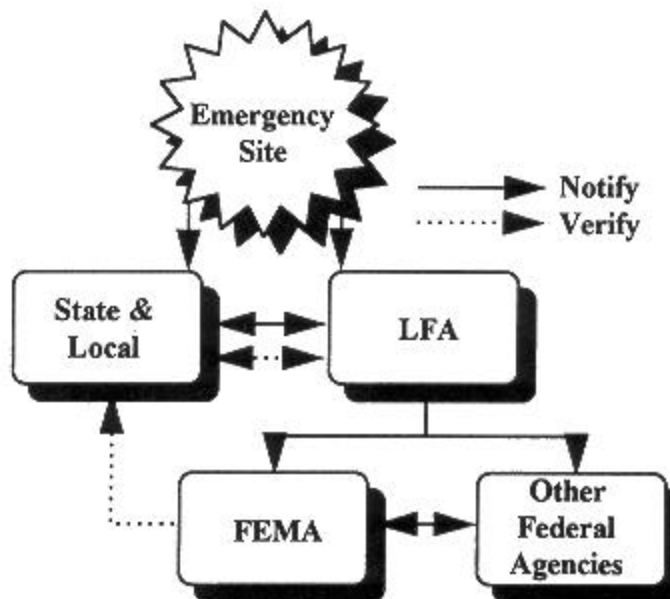 Emergency
Site
Notify
Verify
State &
Local
LFA
FEMA
Other
Federal
Agencies